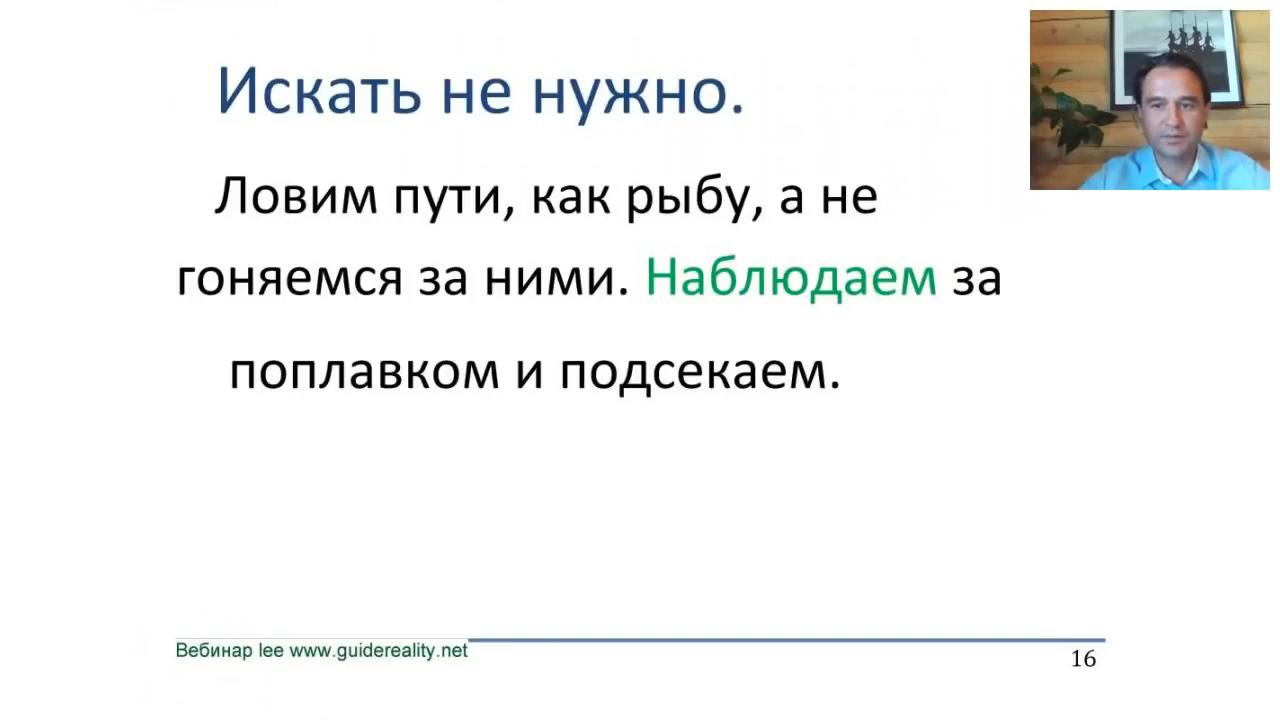 Искать не нужно.
Ловим пути, как рыбу, а не
гоняемся за ними. Наблюдаем за
поплавком и подсекаем.
Вебинар lee www.guidereality.net
16